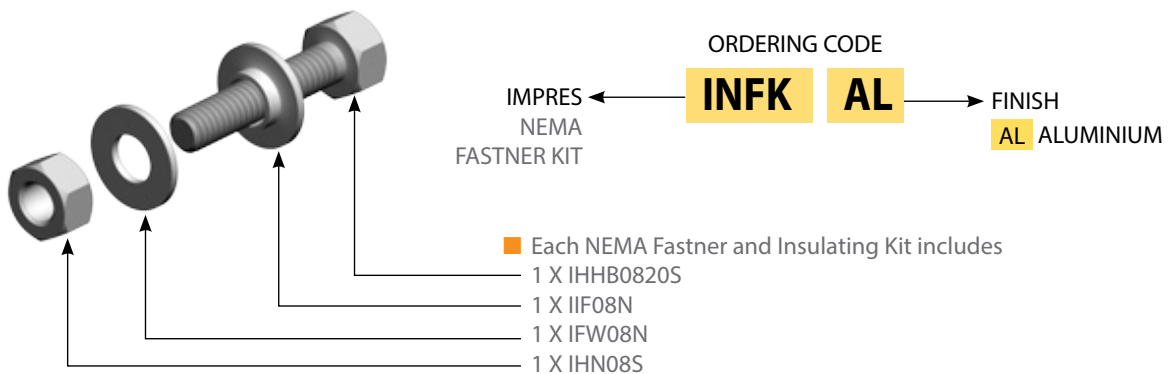 ORDERING CODE
IMPRES
NEMA
FASTNER KIT
INFK AL
FINISH
AL ALUMINIUM
Each NEMA Fastner and Insulating Kit includes
1 X IHHB0820S
1 X IIF08N
1 X IFW08N
1 X IHN08S